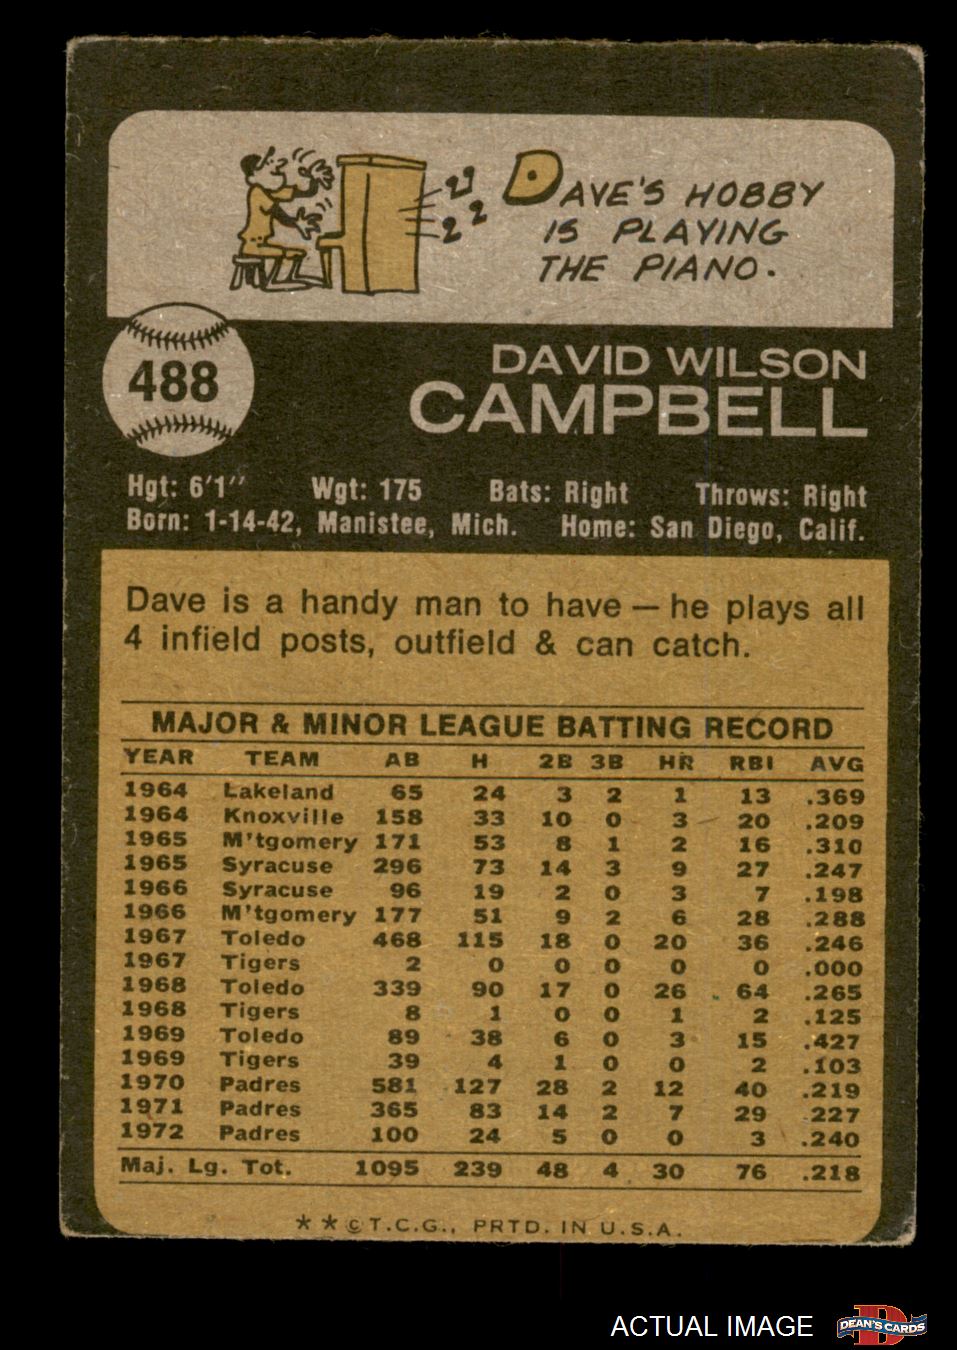 DAVE'S HOBBY
IS PLAYING
THE PIANO.
488
DAVID WILSON
CAMPBELL
Hgt: 6'1" Wgt: 175 Bats: Right Throws: Right
Born: 1-14-42, Manistee, Mich. Home: San Diego, Calif.
Dave is a handy man to have — he plays all
4 infield posts, outfield & can catch.
MAJOR & MINOR LEAGUE BATTING RECORD
YEAR TEAM AB H 2B 3B HR RBI AVG
1964 Lakeland 65 24 3 2 1 13 .369
1964 Knoxville 158 33 10 0 3 20 .209
1965 M'tgomery 171 53 8 1 2 16 .310
1965 Syracuse 296 73 14 3 9 27 .247
1966 Syracuse 96 19 2 0 3 7 .198
1966 M'tgomery 177 51 9 2 6 28 .288
1967 Toledo 468 115 18 0 20 36 .246
1967 Tigers 2 0 0 0 0 0 .000
1968 Toledo 339 90 17 0 26 64 .265
1968 Tigers 8 1 0 0 1 2 .125
1969 Toledo 89 38 6 0 3 15 .427
1969 Tigers 39 4 1 0 0 2 .103
1970 Padres 581 127 28 2 12 40 .219
1971 Padres 365 83 14 2 7 29 .227
1972 Padres 100 24 5 0 0 3 .240
Maj. Lg. Tot. 1095 239 48 4 30 76 .218
**©T.C.G., PRTD. IN U.S.A.
ACTUAL IMAGE
D
DEAN'S CARDS